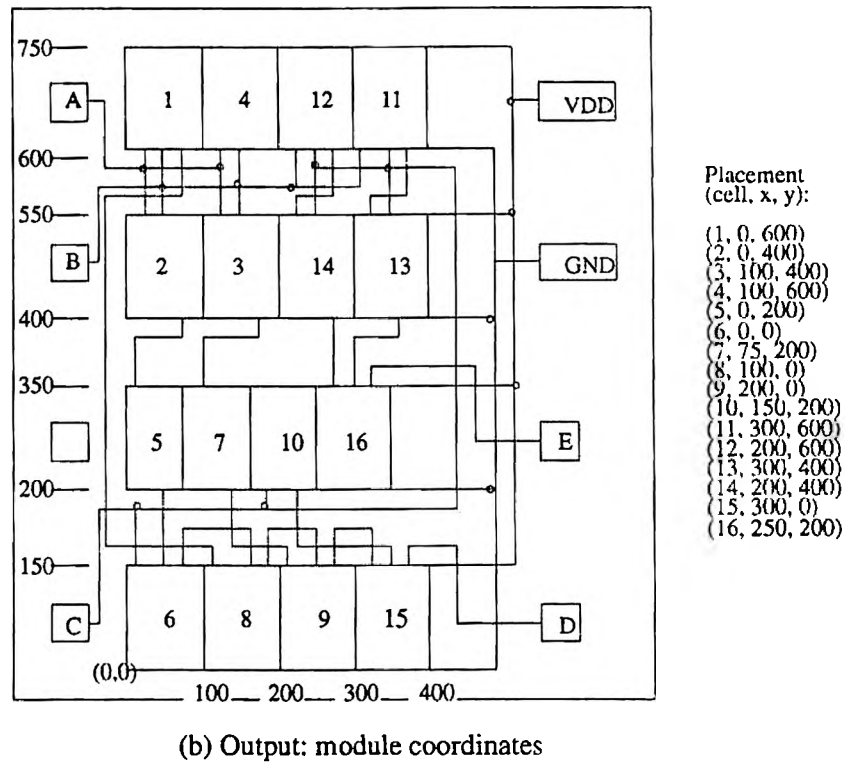 750
A
1
4
12
11
VDD
600
550
B
2
3
14
13
GND
400
350
5
7
10
16
E
200
150
C
6
8
9
15
D
(0,0)
100
200
300
400
Placement
(cell, x, y):
(1, 0, 600)
(2, 0, 400)
(3, 100, 400)
(4, 100, 600)
(5, 0, 200)
(6, 0, 0)
(7, 75, 200)
(8, 100, 0)
(9, 200, 0)
(10, 150, 200)
(11, 300, 600)
(12, 200, 600)
(13, 300, 400)
(14, 200, 400)
(15, 300, 0)
(16, 250, 200)
(b) Output: module coordinates